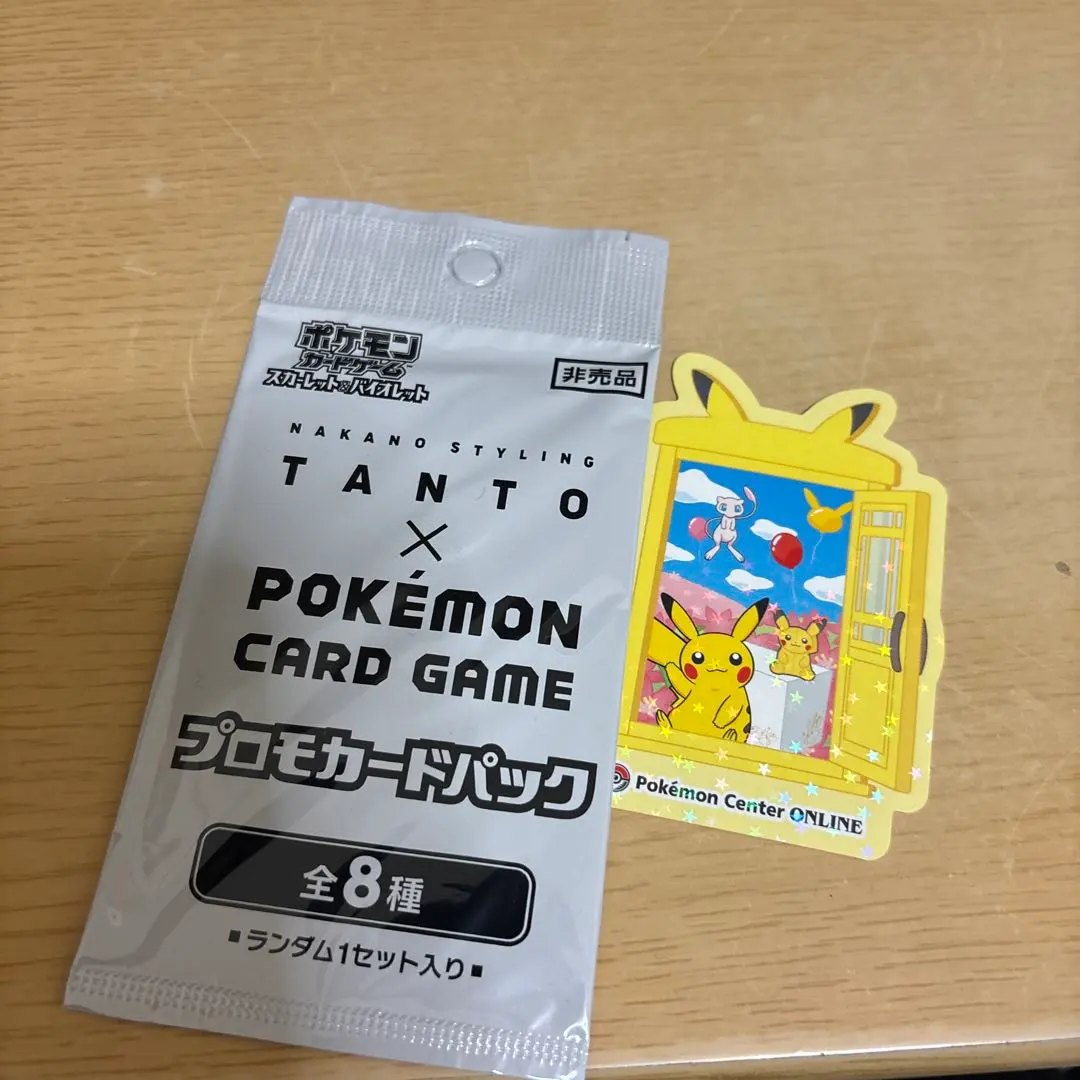 ポケモン
カードゲーム
スカーレット&バイオレット
非売品
NAKANO STYLING
TANTO
×
POKÉMON
CARD GAME
プロモカードパック
全8種
■ランダム1セット入り■
Pokémon Center ONLINE